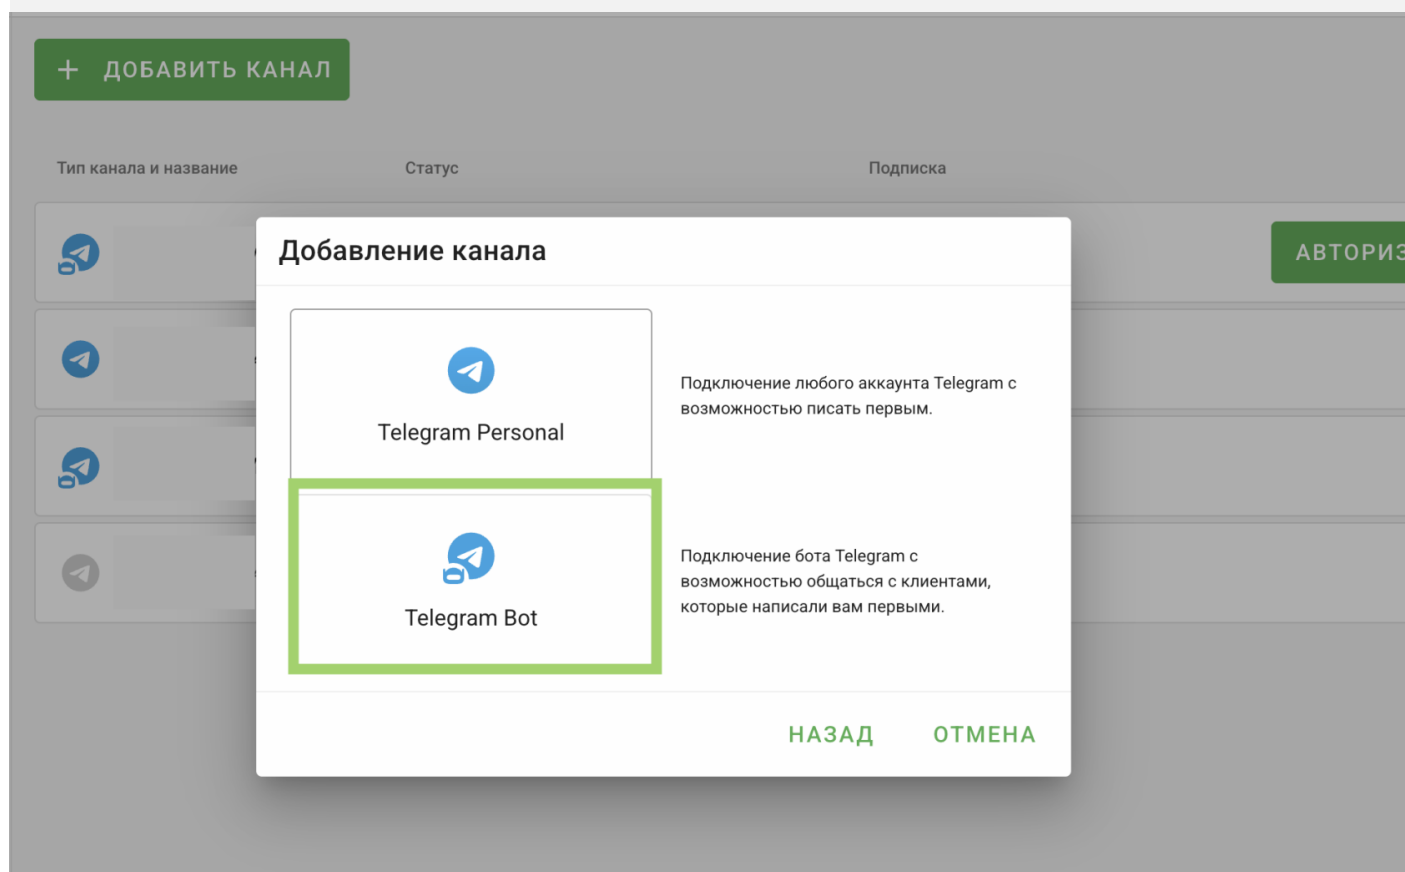 + ДОБАВИТЬ КАНАЛ
Тип канала и название
Статус
Подписка
Добавление канала
Telegram Personal
Подключение любого аккаунта Telegram с
возможностью писать первым.
Telegram Bot
Подключение бота Telegram с
возможностью общаться с клиентами,
которые написали вам первыми.
НАЗАД
ОТМЕНА